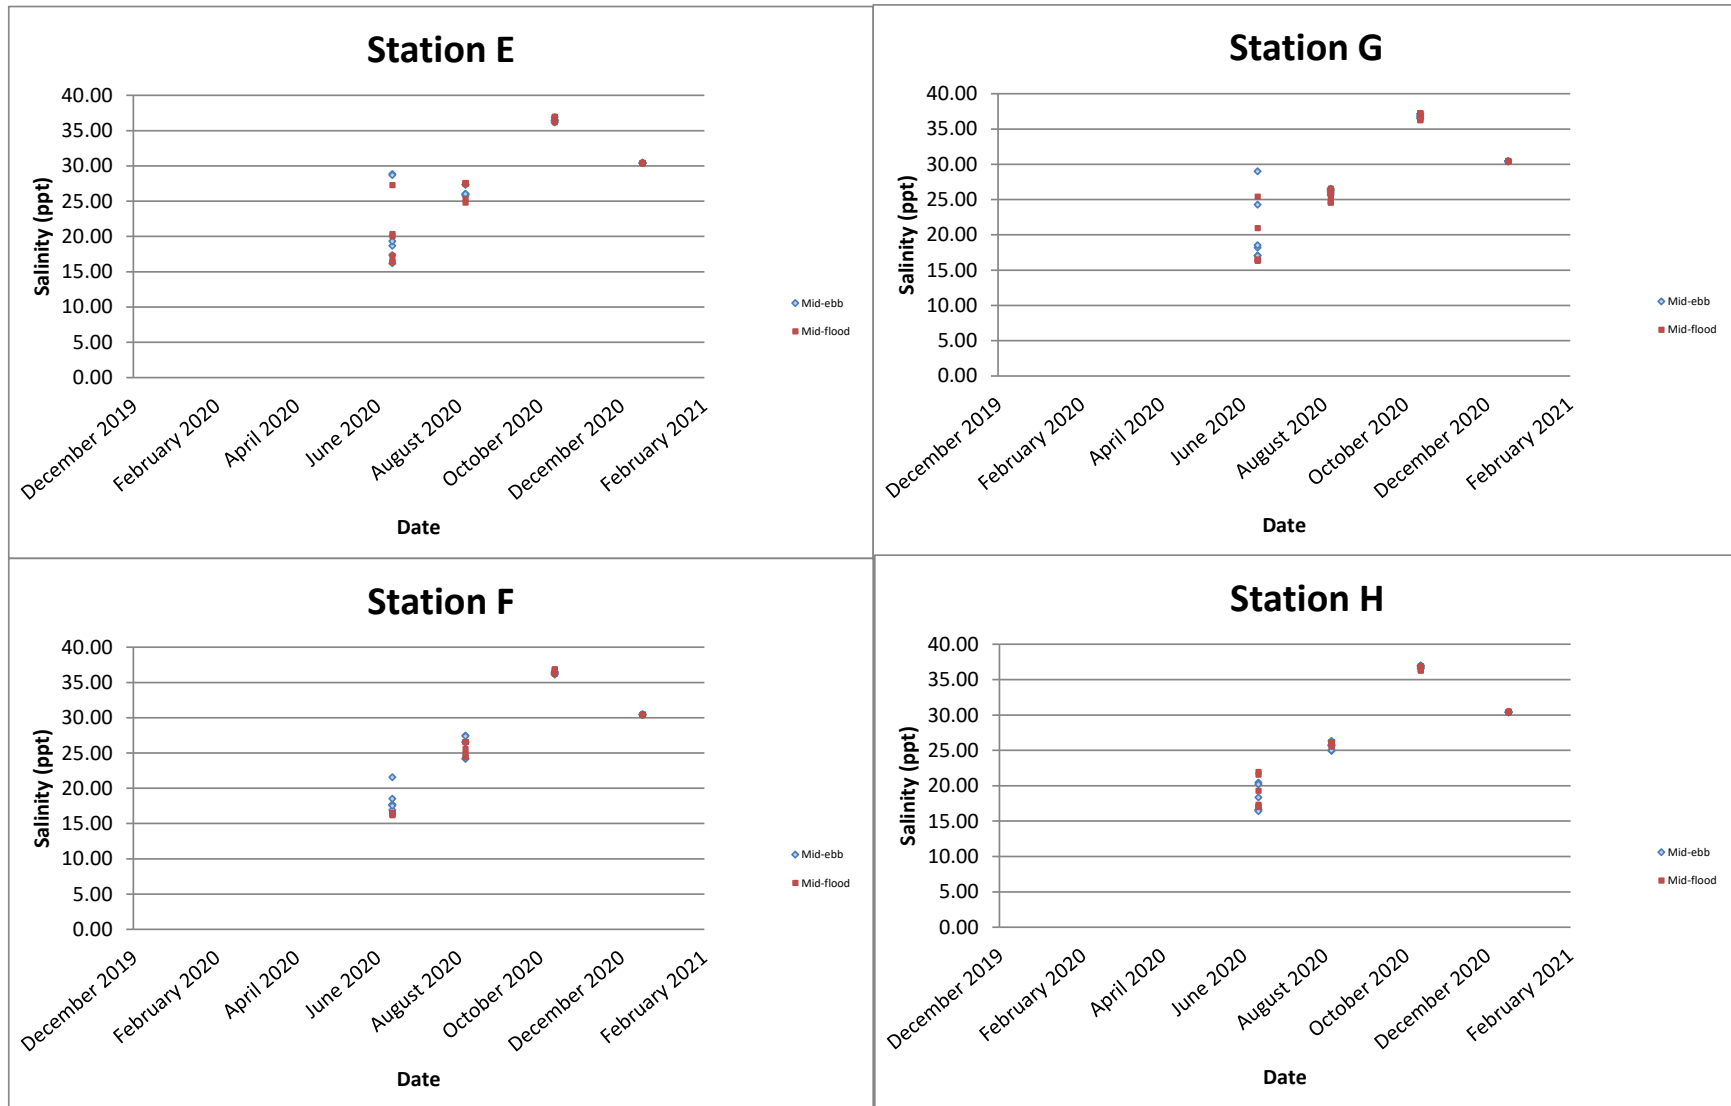 Station E
40.00
35.00
30.00
25.00
20.00
15.00
10.00
5.00
0.00
Salinity (ppt)
December 2019
February 2020
April 2020
June 2020
August 2020
October 2020
December 2020
February 2021
Date
Mid-ebb
Mid-flood
Station G
40.00
35.00
30.00
25.00
20.00
15.00
10.00
5.00
0.00
Salinity (ppt)
December 2019
February 2020
April 2020
June 2020
August 2020
October 2020
December 2020
February 2021
Date
Mid-ebb
Mid-flood
Station F
40.00
35.00
30.00
25.00
20.00
15.00
10.00
5.00
0.00
Salinity (ppt)
December 2019
February 2020
April 2020
June 2020
August 2020
October 2020
December 2020
February 2021
Date
Mid-ebb
Mid-flood
Station H
40.00
35.00
30.00
25.00
20.00
15.00
10.00
5.00
0.00
Salinity (ppt)
December 2019
February 2020
April 2020
June 2020
August 2020
October 2020
December 2020
February 2021
Date
Mid-ebb
Mid-flood